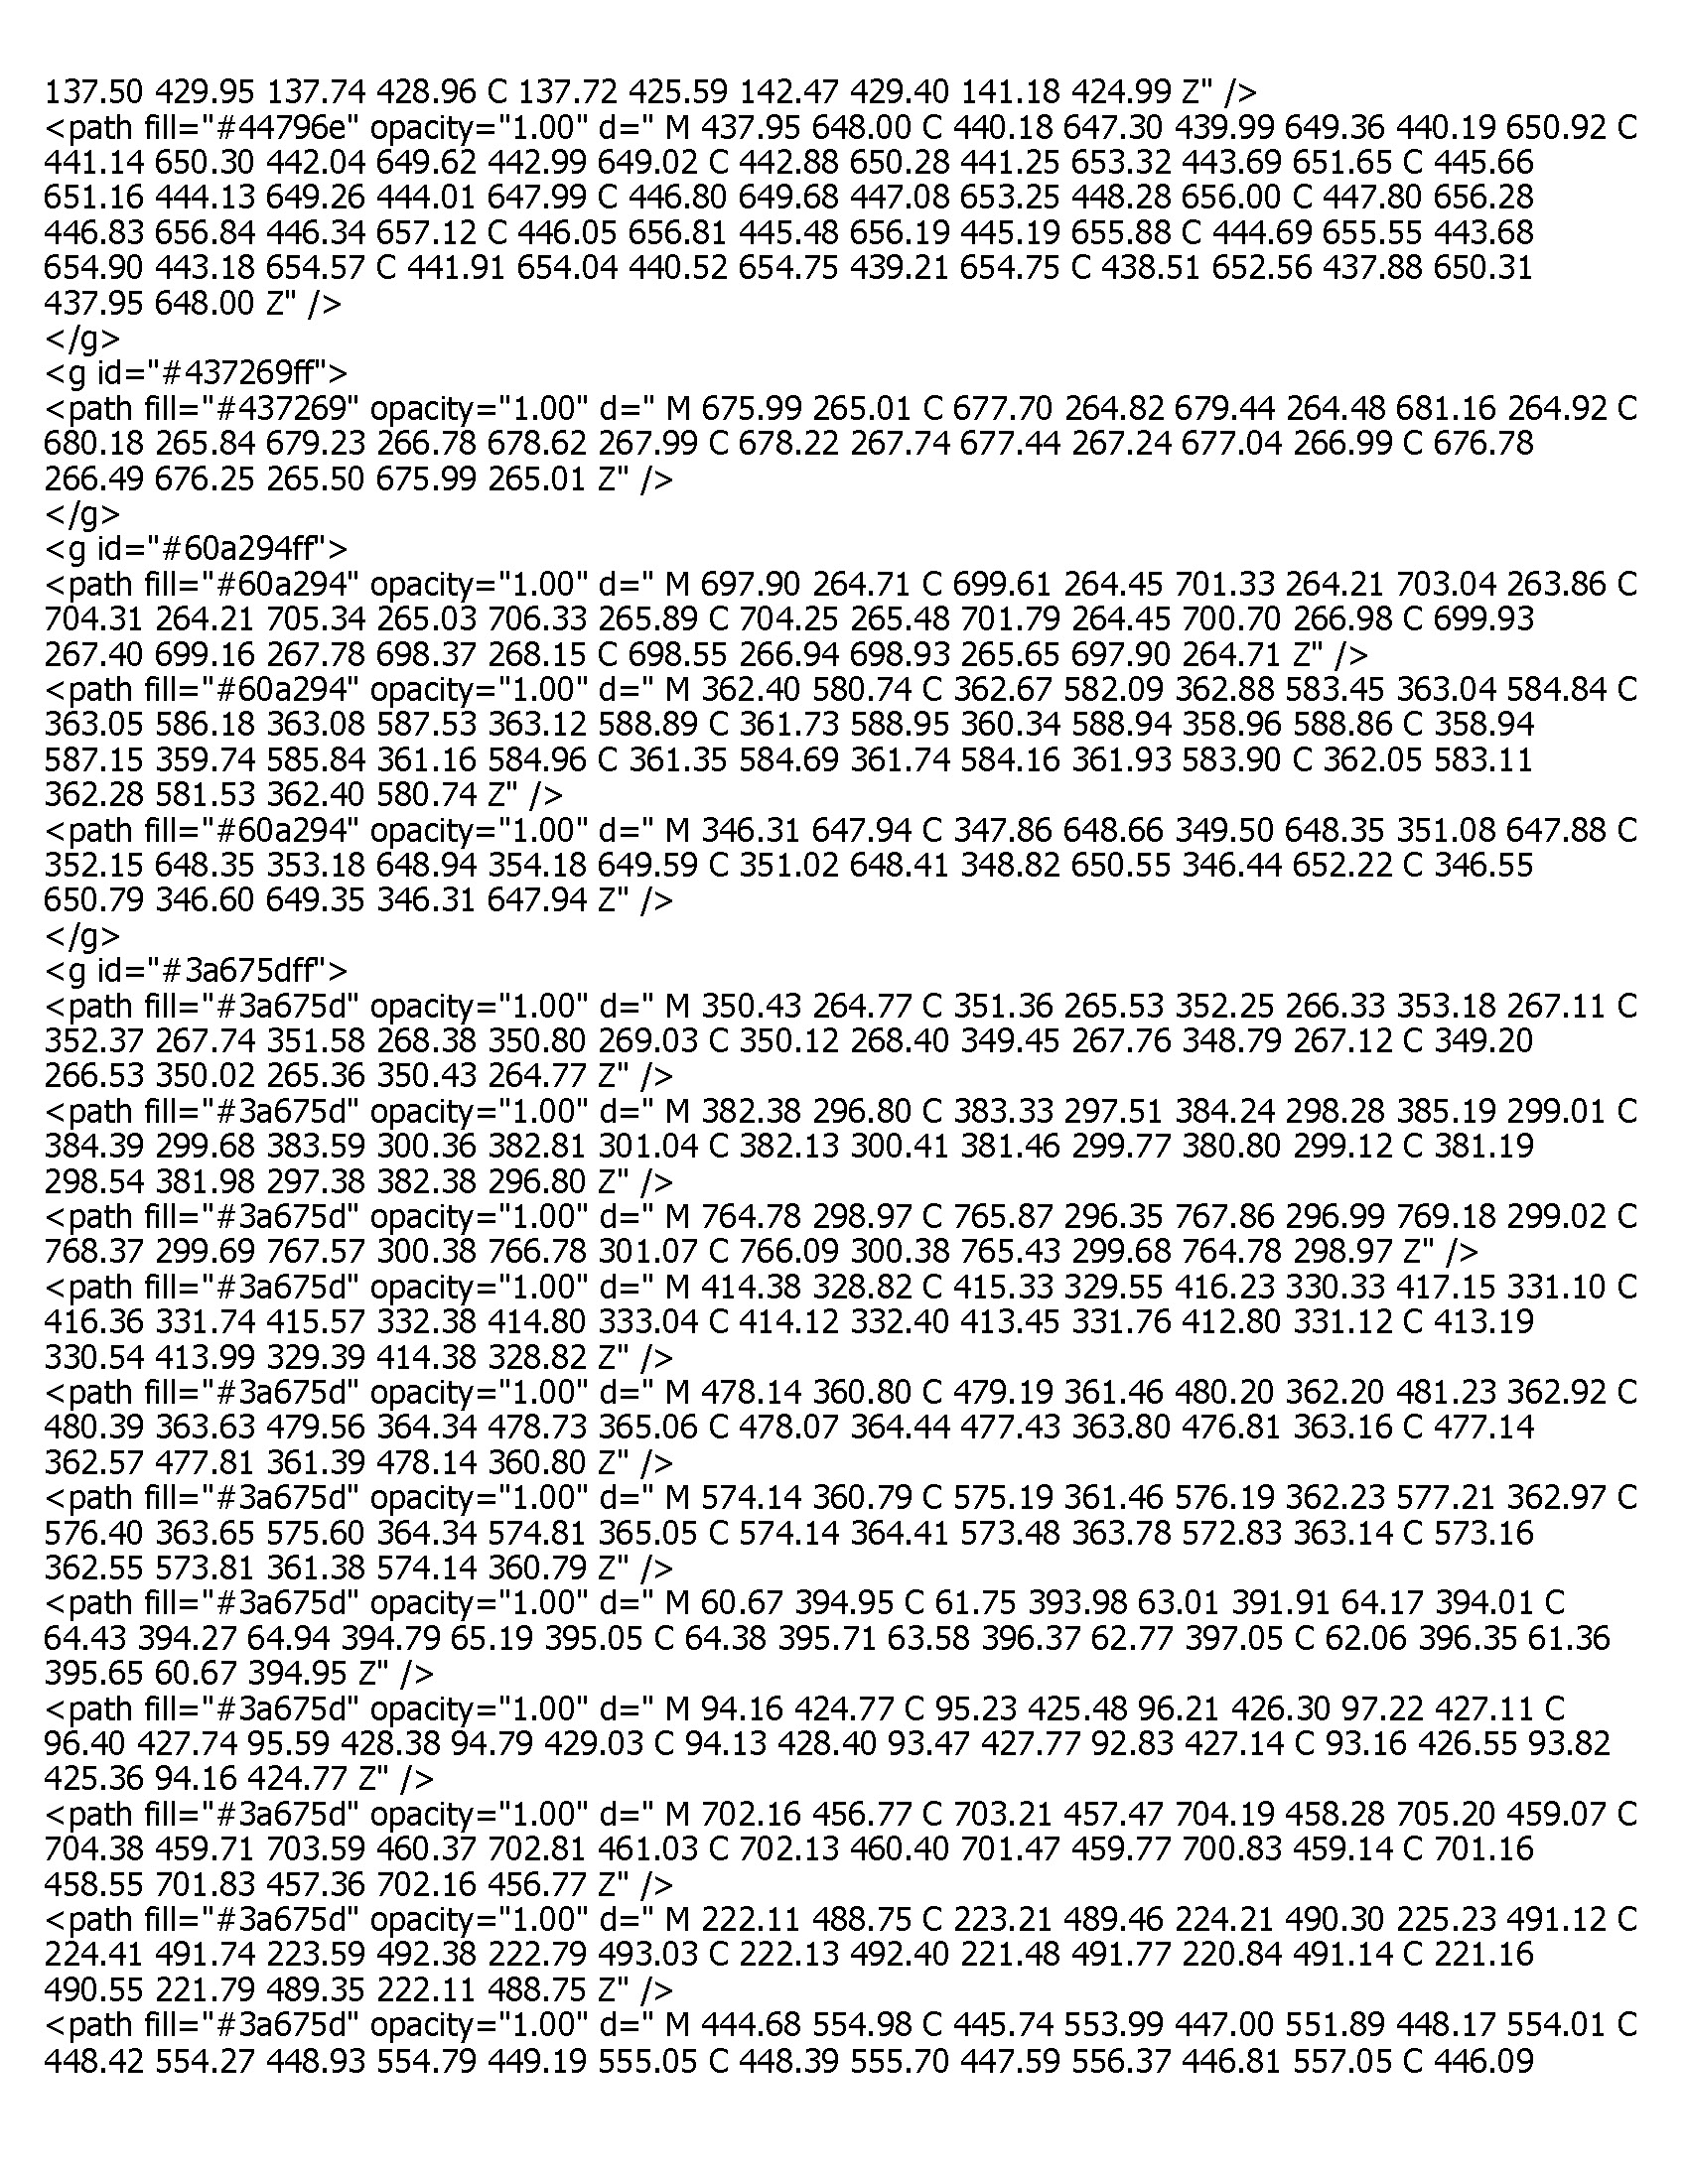 137.50 429.95 137.74 428.96 C 137.72 425.59 142.47 429.40 141.18 424.99 Z" />
<path fill="#44796e" opacity="1.00" d=" M 437.95 648.00 C 440.18 647.30 439.99 649.36 440.19 650.92 C
441.14 650.30 442.04 649.62 442.99 649.02 C 442.88 650.28 441.25 653.32 443.69 651.65 C 445.66
651.16 444.13 649.26 444.01 647.99 C 446.80 649.68 447.08 653.25 448.28 656.00 C 447.80 656.28
446.83 656.84 446.34 657.12 C 446.05 656.81 445.48 656.19 445.19 655.88 C 444.69 655.55 443.68
654.90 443.18 654.57 C 441.91 654.04 440.52 654.75 439.21 654.75 C 438.51 652.56 437.88 650.31
437.95 648.00 Z" />
</g>
<g id="#437269ff">
<path fill="#437269" opacity="1.00" d=" M 675.99 265.01 C 677.70 264.82 679.44 264.48 681.16 264.92 C
680.18 265.84 679.23 266.78 678.62 267.99 C 678.22 267.74 677.44 267.24 677.04 266.99 C 676.78
266.49 676.25 265.50 675.99 265.01 Z" />
</g>
<g id="#60a294ff">
<path fill="#60a294" opacity="1.00" d=" M 697.90 264.71 C 699.61 264.45 701.33 264.21 703.04 263.86 C
704.31 264.21 705.34 265.03 706.33 265.89 C 704.25 265.48 701.79 264.45 700.70 266.98 C 699.93
267.40 699.16 267.78 698.37 268.15 C 698.55 266.94 698.93 265.65 697.90 264.71 Z" />
<path fill="#60a294" opacity="1.00" d=" M 362.40 580.74 C 362.67 582.09 362.88 583.45 363.04 584.84 C
363.05 586.18 363.08 587.53 363.12 588.89 C 361.73 588.95 360.34 588.94 358.96 588.86 C 358.94
587.15 359.74 585.84 361.16 584.96 C 361.35 584.69 361.74 584.16 361.93 583.90 C 362.05 583.11
362.28 581.53 362.40 580.74 Z" />
<path fill="#60a294" opacity="1.00" d=" M 346.31 647.94 C 347.86 648.66 349.50 648.35 351.08 647.88 C
352.15 648.35 353.18 648.94 354.18 649.59 C 351.02 648.41 348.82 650.55 346.44 652.22 C 346.55
650.79 346.60 649.35 346.31 647.94 Z" />
</g>
<g id="#3a675dff">
<path fill="#3a675d" opacity="1.00" d=" M 350.43 264.77 C 351.36 265.53 352.25 266.33 353.18 267.11 C
352.37 267.74 351.58 268.38 350.80 269.03 C 350.12 268.40 349.45 267.76 348.79 267.12 C 349.20
266.53 350.02 265.36 350.43 264.77 Z" />
<path fill="#3a675d" opacity="1.00" d=" M 382.38 296.80 C 383.33 297.51 384.24 298.28 385.19 299.01 C
384.39 299.68 383.59 300.36 382.81 301.04 C 382.13 300.41 381.46 299.77 380.80 299.12 C 381.19
298.54 381.98 297.38 382.38 296.80 Z" />
<path fill="#3a675d" opacity="1.00" d=" M 764.78 298.97 C 765.87 296.35 767.86 296.99 769.18 299.02 C
768.37 299.69 767.57 300.38 766.78 301.07 C 766.09 300.38 765.43 299.68 764.78 298.97 Z" />
<path fill="#3a675d" opacity="1.00" d=" M 414.38 328.82 C 415.33 329.55 416.23 330.33 417.15 331.10 C
416.36 331.74 415.57 332.38 414.80 333.04 C 414.12 332.40 413.45 331.76 412.80 331.12 C 413.19
330.54 413.99 329.39 414.38 328.82 Z" />
<path fill="#3a675d" opacity="1.00" d=" M 478.14 360.80 C 479.19 361.46 480.20 362.20 481.23 362.92 C
480.39 363.63 479.56 364.34 478.73 365.06 C 478.07 364.44 477.43 363.80 476.81 363.16 C 477.14
362.57 477.81 361.39 478.14 360.80 Z" />
<path fill="#3a675d" opacity="1.00" d=" M 574.14 360.79 C 575.19 361.46 576.19 362.23 577.21 362.97 C
576.40 363.65 575.60 364.34 574.81 365.05 C 574.14 364.41 573.48 363.78 572.83 363.14 C 573.16
362.55 573.81 361.38 574.14 360.79 Z" />
<path fill="#3a675d" opacity="1.00" d=" M 60.67 394.95 C 61.75 393.98 63.01 391.91 64.17 394.01 C
64.43 394.27 64.94 394.79 65.19 395.05 C 64.38 395.71 63.58 396.37 62.77 397.05 C 62.06 396.35 61.36
395.65 60.67 394.95 Z" />
<path fill="#3a675d" opacity="1.00" d=" M 94.16 424.77 C 95.23 425.48 96.21 426.30 97.22 427.11 C
96.40 427.74 95.59 428.38 94.79 429.03 C 94.13 428.40 93.47 427.77 92.83 427.14 C 93.16 426.55 93.82
425.36 94.16 424.77 Z" />
<path fill="#3a675d" opacity="1.00" d=" M 702.16 456.77 C 703.21 457.47 704.19 458.28 705.20 459.07 C
704.38 459.71 703.59 460.37 702.81 461.03 C 702.13 460.40 701.47 459.77 700.83 459.14 C 701.16
458.55 701.83 457.36 702.16 456.77 Z" />
<path fill="#3a675d" opacity="1.00" d=" M 222.11 488.75 C 223.21 489.46 224.21 490.30 225.23 491.12 C
224.41 491.74 223.59 492.38 222.79 493.03 C 222.13 492.40 221.48 491.77 220.84 491.14 C 221.16
490.55 221.79 489.35 222.11 488.75 Z" />
<path fill="#3a675d" opacity="1.00" d=" M 444.68 554.98 C 445.74 553.99 447.00 551.89 448.17 554.01 C
448.42 554.27 448.93 554.79 449.19 555.05 C 448.39 555.70 447.59 556.37 446.81 557.05 C 446.09